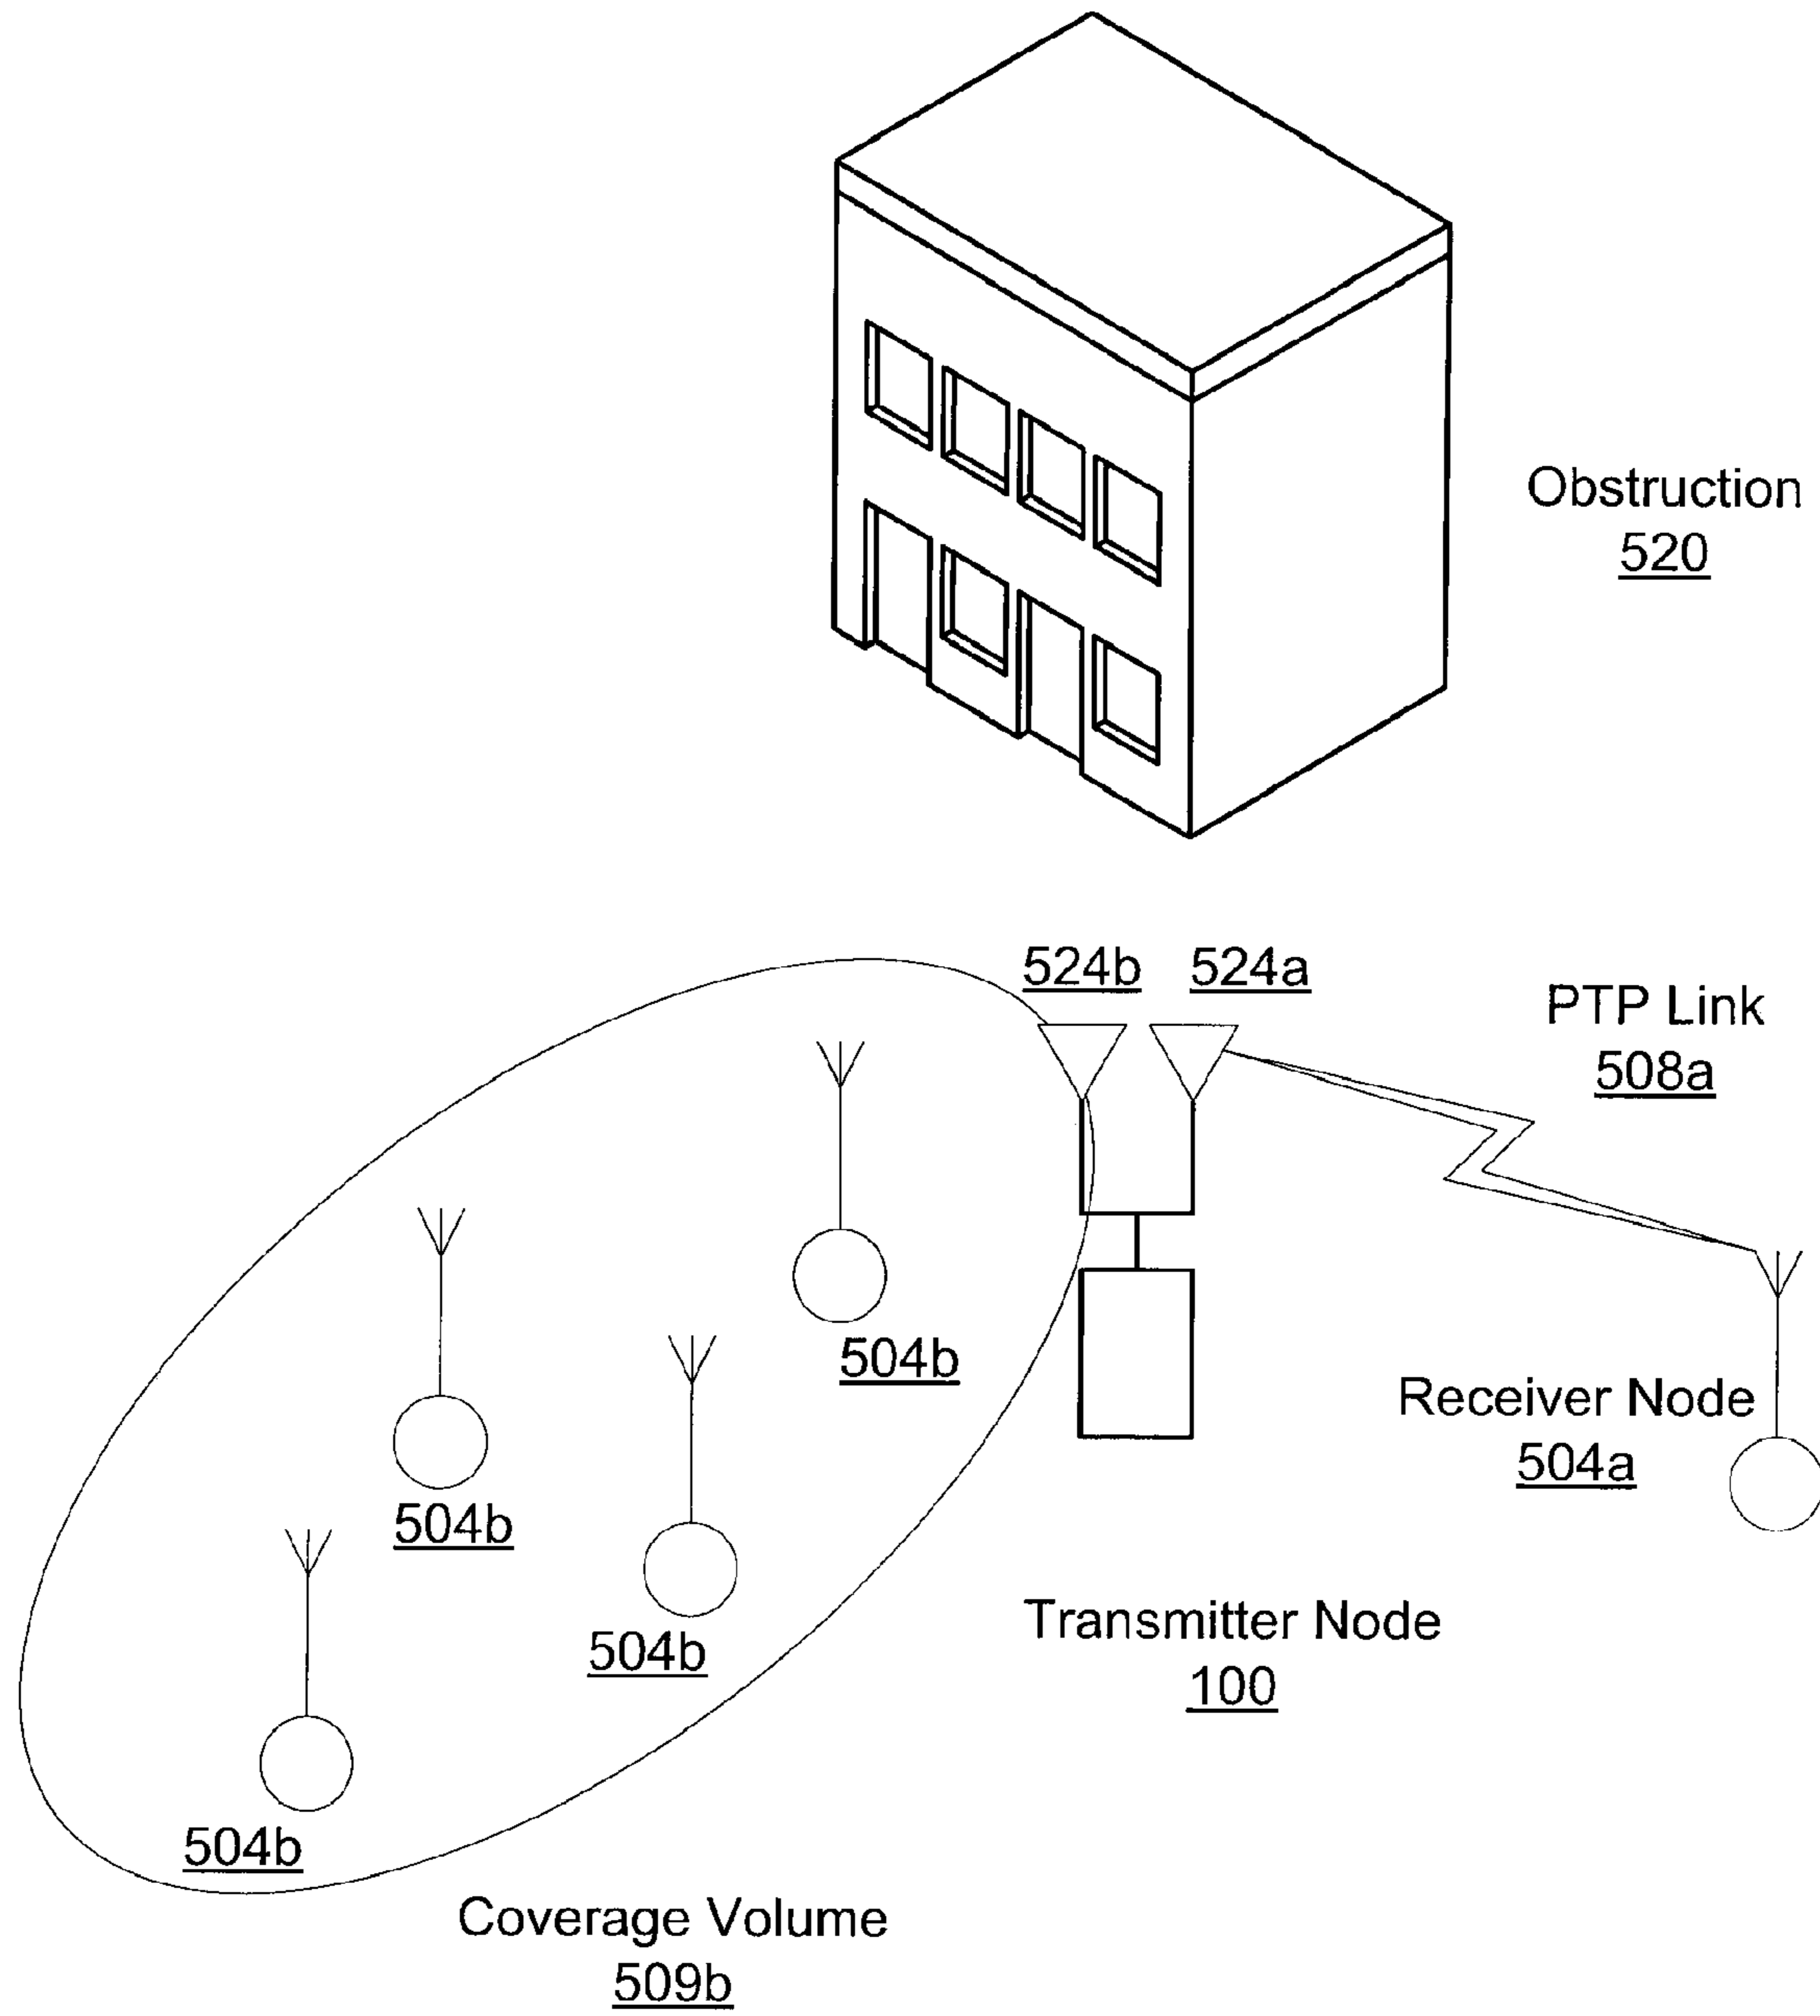 Obstruction
520
524b
524a
PTP Link
508a
504b
Receiver Node
504a
504b
Transmitter Node
100
504b
504b
Coverage Volume
509b